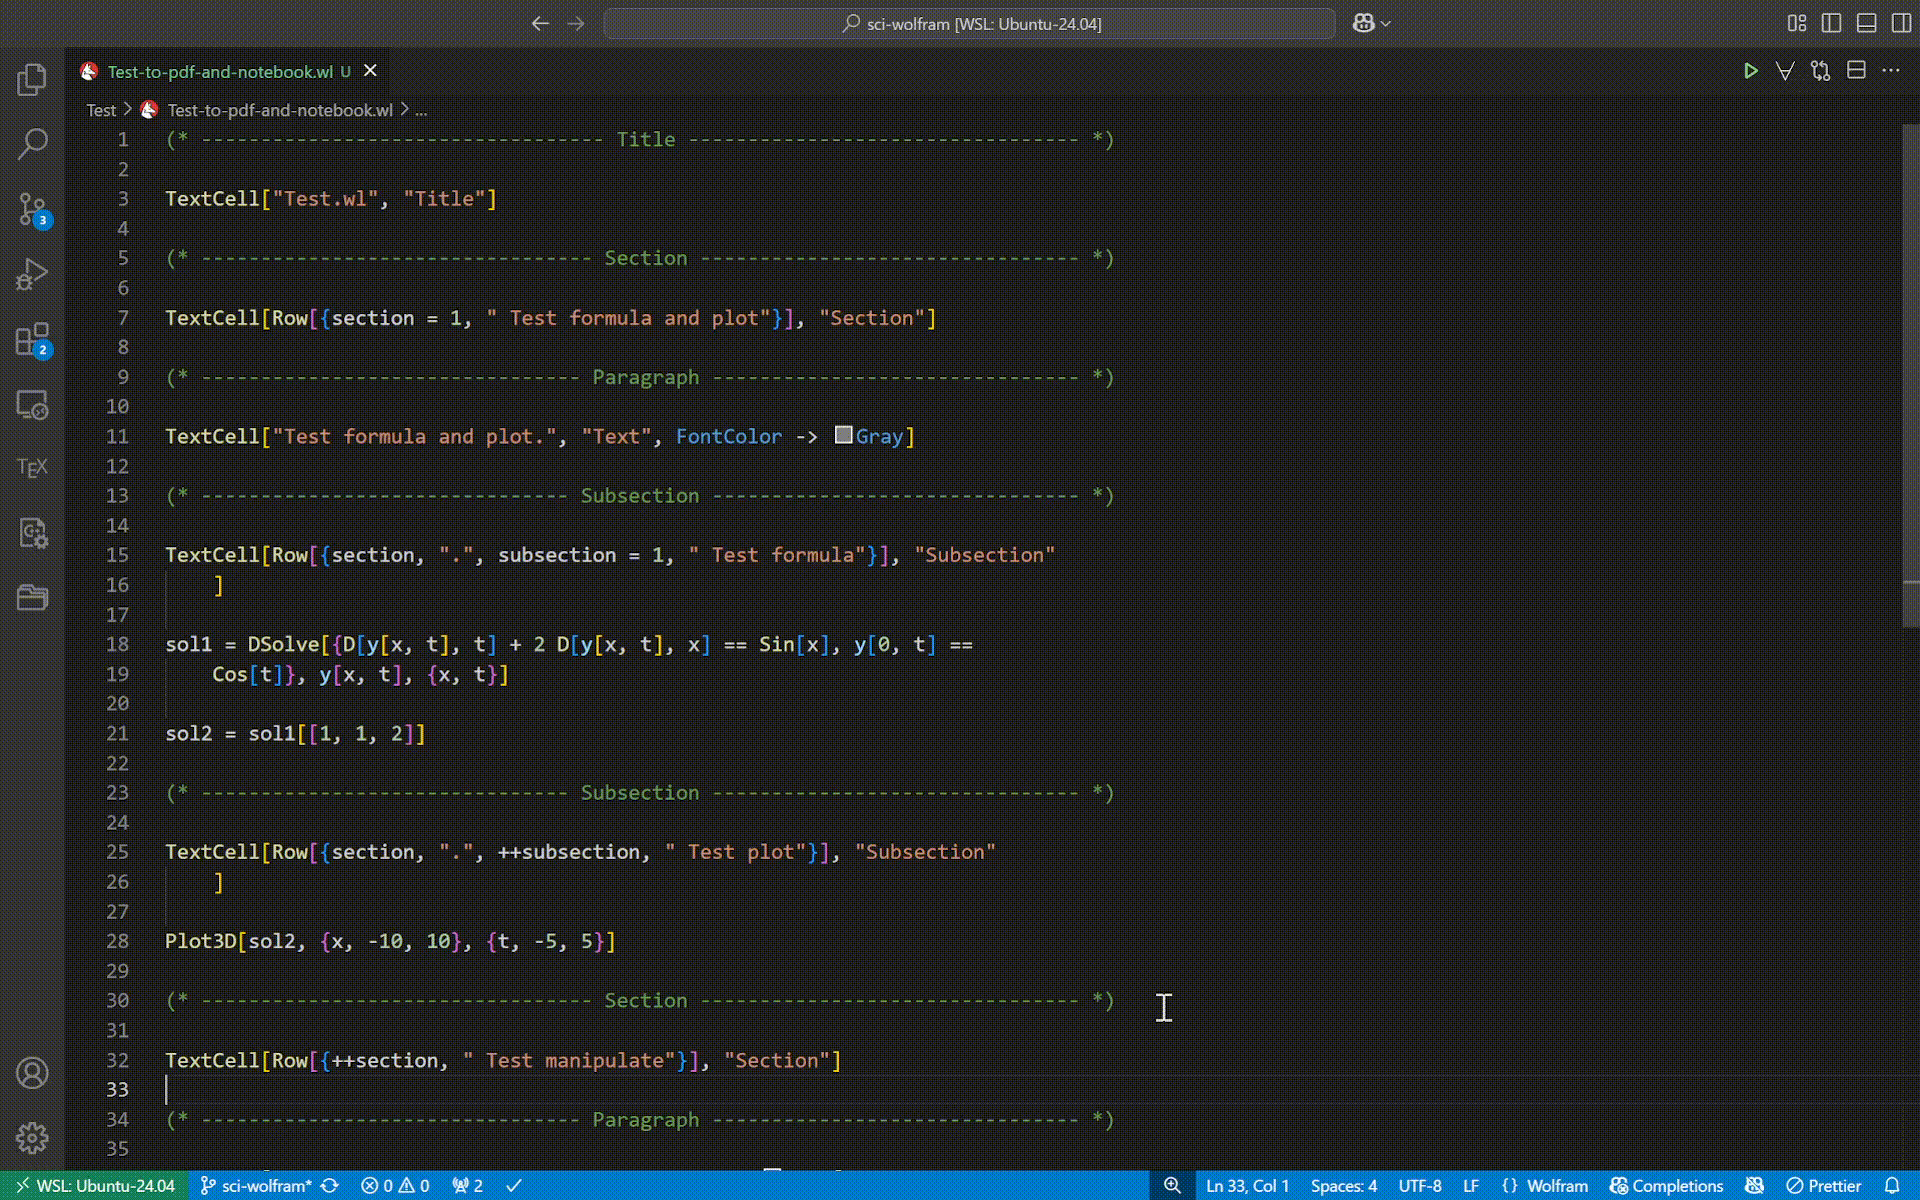 sci-wolfram [WSL: Ubuntu-24.04]
Test-to-pdf-and-notebook.wl U
Test > Test-to-pdf-and-notebook.wl > ...
1 (* ---------------------------------- Title --------------------------------- *)
2
3 TextCell["Test.wl", "Title"]
4
5 (* --------------------------------- Section -------------------------------- *)
6
7 TextCell[Row[{section = 1, " Test formula and plot"}], "Section"]
8
9 (* -------------------------------- Paragraph ------------------------------- *)
10
11 TextCell["Test formula and plot.", "Text", FontColor -> Gray]
12
13 (* ------------------------------- Subsection ------------------------------- *)
14
15 TextCell[Row[{section, ".", subsection = 1, " Test formula"}], "Subsection"
16 ]
17
18 sol1 = DSolve[{D[y[x, t], t] + 2 D[y[x, t], x] == Sin[x], y[0, t] ==
19 Cos[t]}, y[x, t], {x, t}]
20
21 sol2 = sol1[[1, 1, 2]]
22
23 (* ------------------------------- Subsection ------------------------------- *)
24
25 TextCell[Row[{section, ".", ++subsection, " Test plot"}], "Subsection"
26 ]
27
28 Plot3D[sol2, {x, -10, 10}, {t, -5, 5}]
29
30 (* --------------------------------- Section -------------------------------- *)
31
32 TextCell[Row[{++section, " Test manipulate"}], "Section"]
33
34 (* -------------------------------- Paragraph ------------------------------- *)
35
3
2
TEX
WSL: Ubuntu-24.04 sci-wolfram* 0 0 2 Ln 33, Col 1 Spaces: 4 UTF-8 LF {} Wolfram Completions Prettier